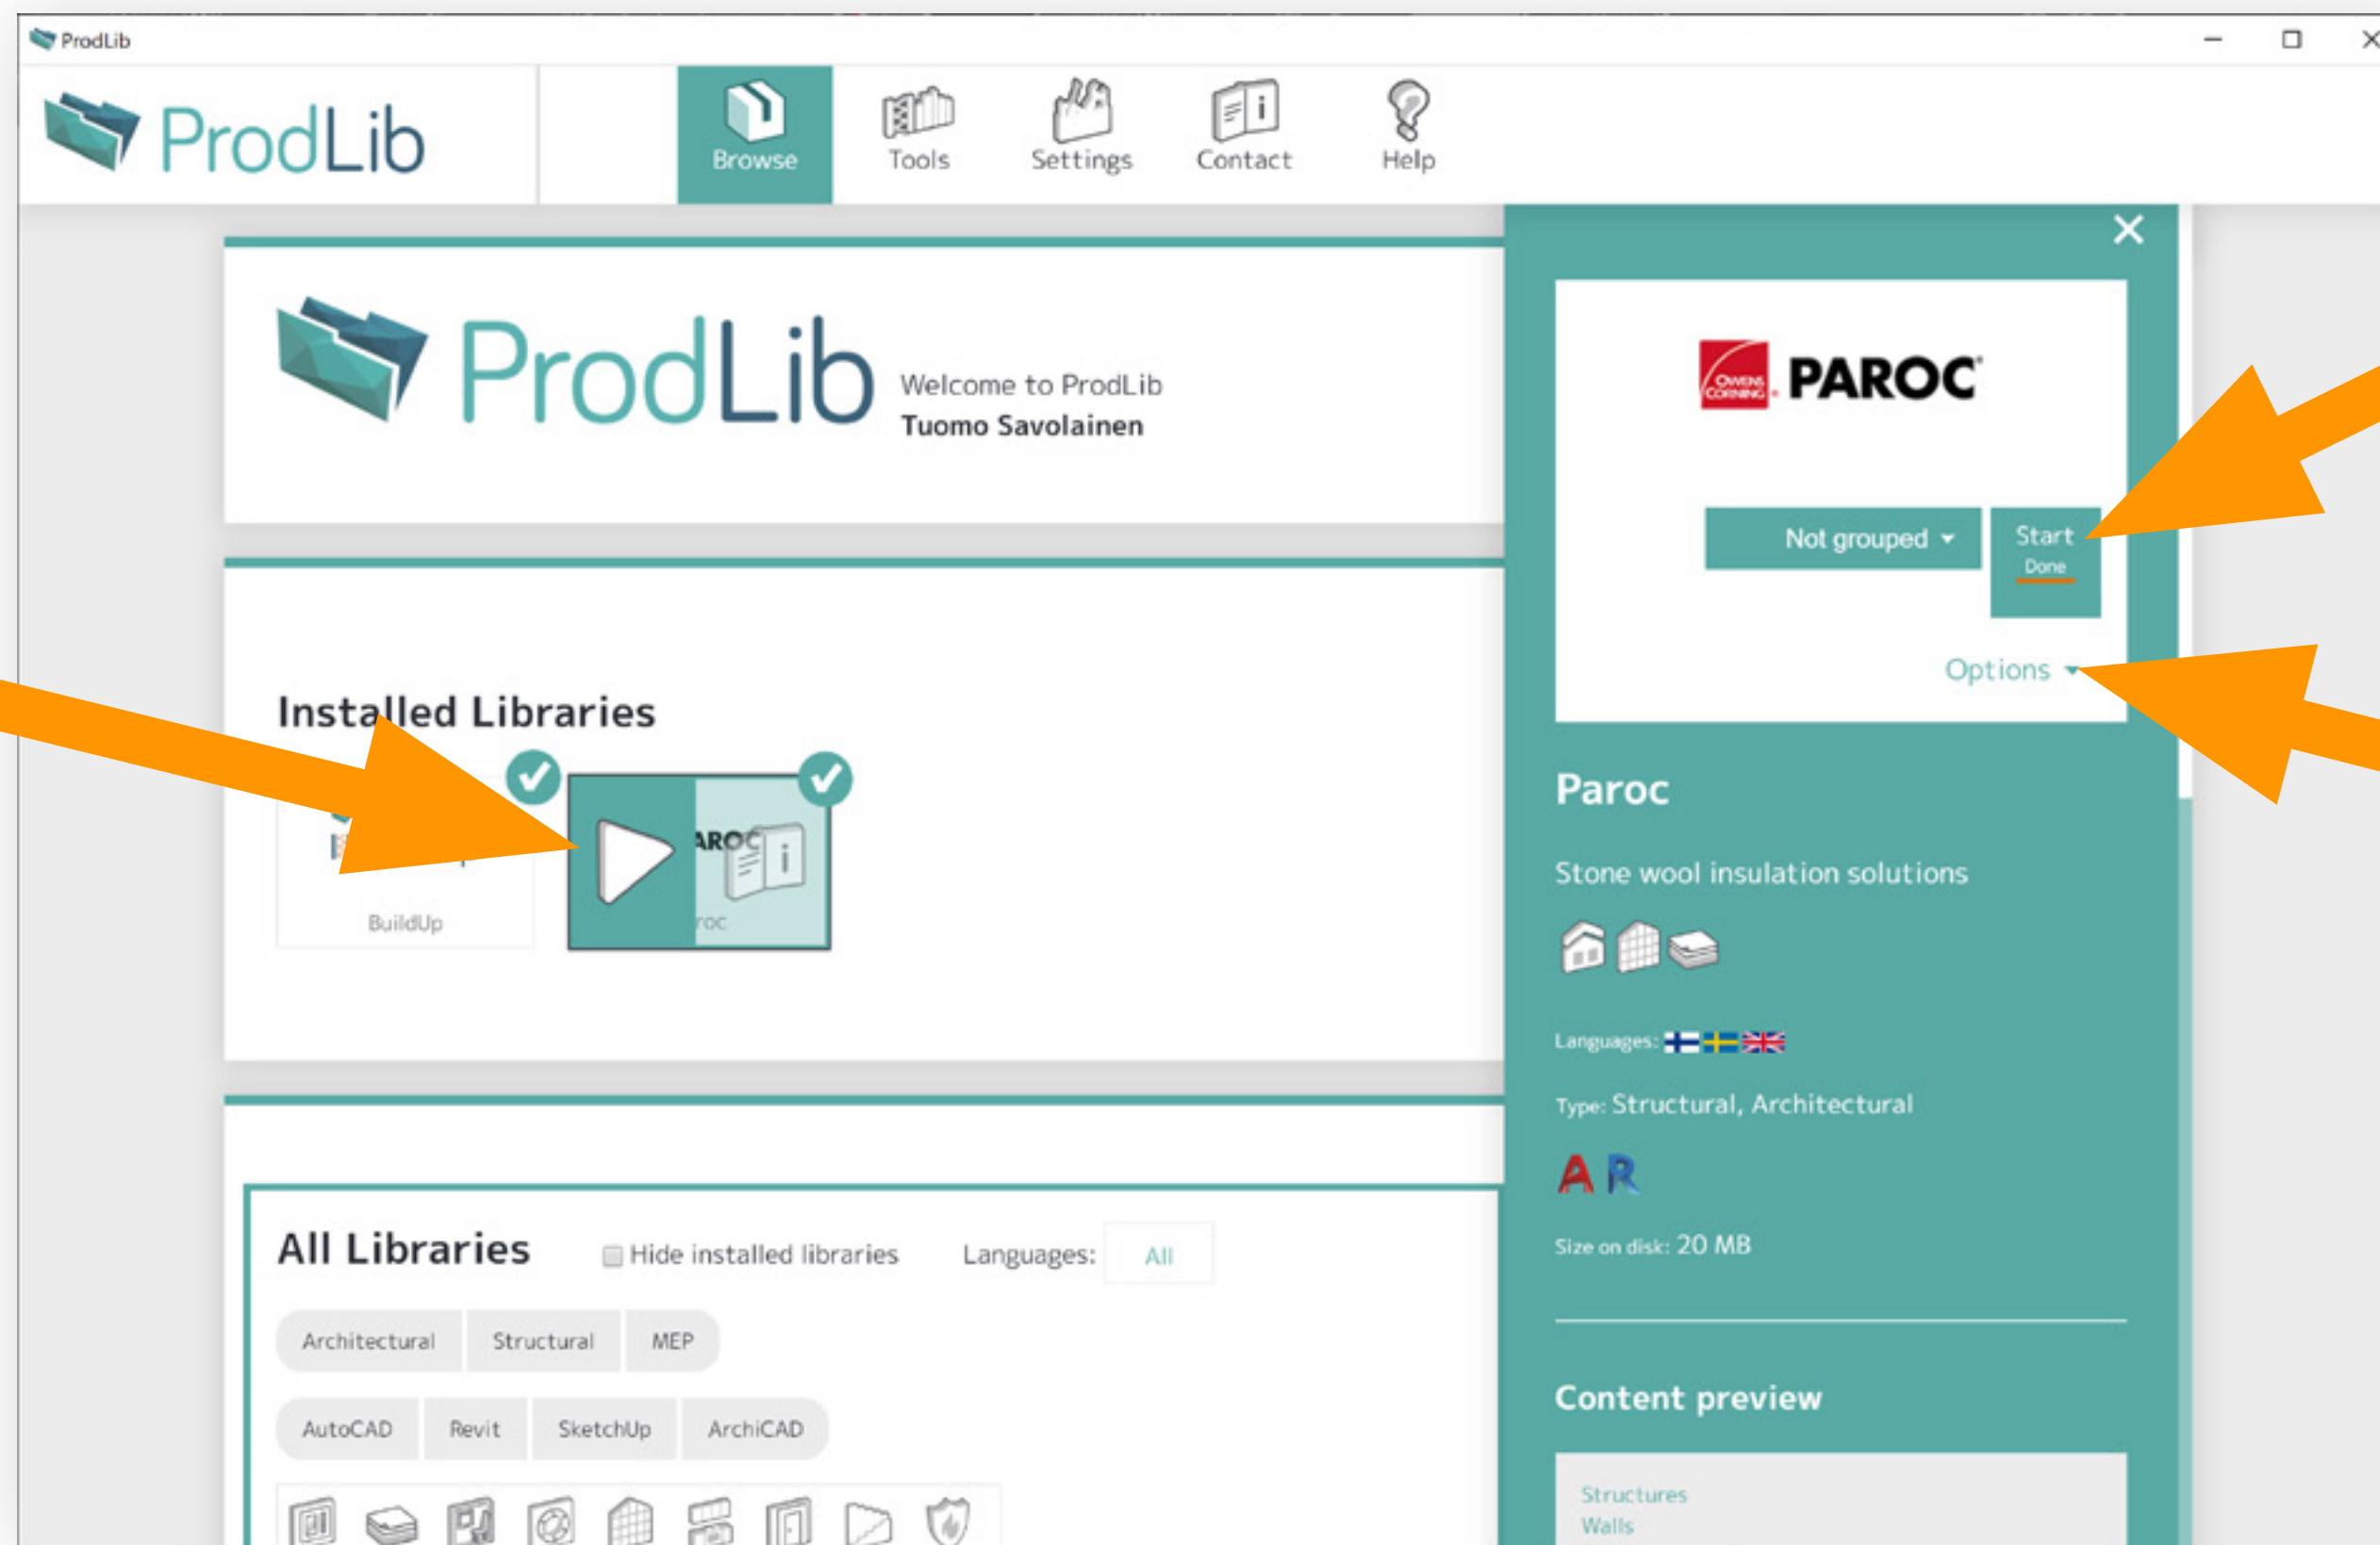 ProdLib
ProdLib
Browse
Tools
Settings
Contact
Help
ProdLib
Welcome to ProdLib
Tuomo Savolainen
Installed Libraries
BuildUp
AROC
roc
All Libraries
Hide installed libraries
Languages: All
Architectural Structural MEP
AutoCAD Revit SketchUp ArchiCAD
OWENS CORNING
PAROC
Not grouped
Start
Done
Options
Paroc
Stone wool insulation solutions
Languages:
Type: Structural, Architectural
A R
Size on disk: 20 MB
Content preview
Structures
Walls